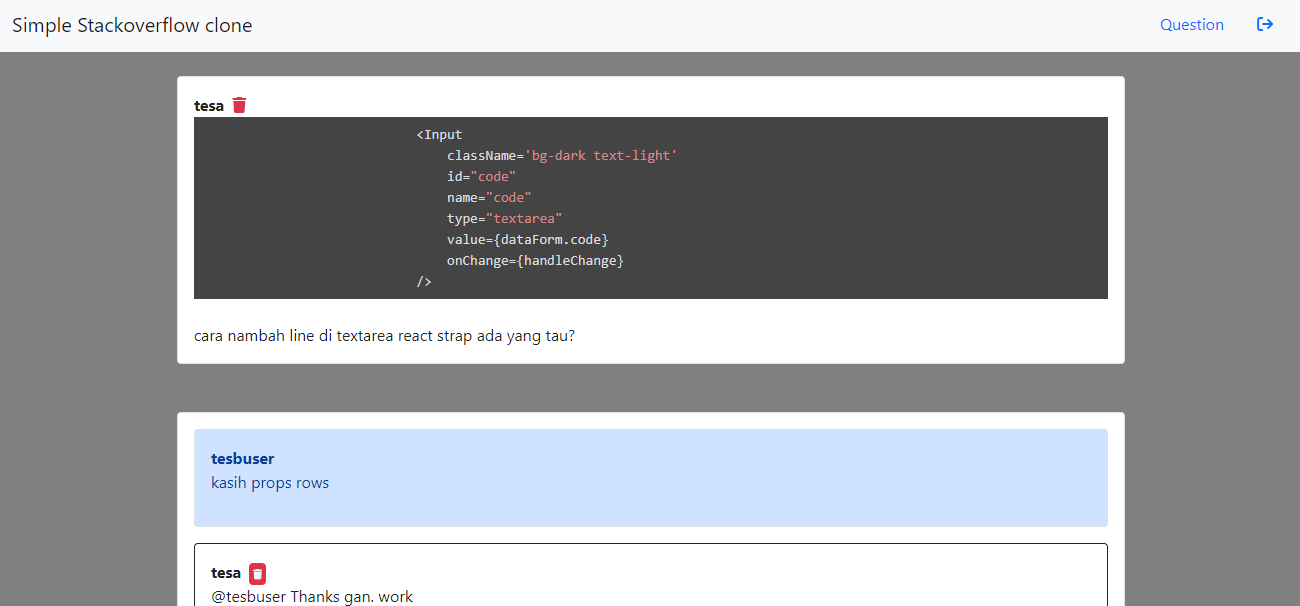 Simple Stackoverflow clone
Question
tesa
<Input
className='bg-dark text-light'
id="code"
name="code"
type="textarea"
value={dataForm.code}
onChange={handleChange}
/>
cara nambah line di textarea react strap ada yang tau?
tesbuser
kasih props rows
tesa
@tesbuser Thanks gan. work